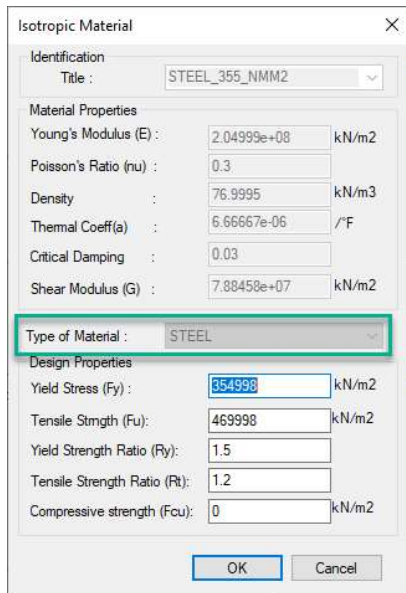 Isotropic Material
Identification
Title : STEEL_355_NMM2
Material Properties
Young's Modulus (E) : 2.04999e+08 kN/m2
Poisson's Ratio (nu) : 0.3
Density : 76.9995 kN/m3
Thermal Coeff(a) : 6.66667e-06 /°F
Critical Damping : 0.03
Shear Modulus (G) : 7.88458e+07 kN/m2
Type of Material : STEEL
Design Properties
Yield Stress (Fy) : 354998 kN/m2
Tensile Strngth (Fu): 469998 kN/m2
Yield Strength Ratio (Ry): 1.5
Tensile Strength Ratio (Rt): 1.2
Compressive strength (Fcu): 0 kN/m2
OK Cancel